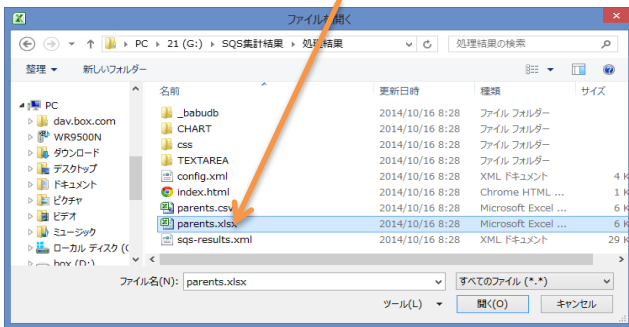 ファイルを開く
PC ▸ 21 (G:) ▸ SQS集計結果 ▸ 処理結果
処理結果の検索
整理 新しいフォルダー
名前 更新日時 種類 サイズ
PC
dav.box.com
WR9500N
ダウンロード
デスクトップ
ドキュメント
ピクチャ
ビデオ
ミュージック
ローカル ディスク (C
box (D:)
_babudb 2014/10/16 8:28 ファイル フォルダー
CHART 2014/10/16 8:28 ファイル フォルダー
css 2014/10/16 8:28 ファイル フォルダー
TEXTAREA 2014/10/16 8:28 ファイル フォルダー
config.xml 2014/10/16 8:28 XML ドキュメント 4 K
index.html 2014/10/16 8:28 Chrome HTML ... 1 K
parents.csv 2014/10/16 8:28 Microsoft Excel ... 6 K
parents.xlsx 2014/10/16 8:28 Microsoft Excel ... 6 K
sqs-results.xml 2014/10/16 8:28 XML ドキュメント 29 K
ファイル名(N): parents.xlsx すべてのファイル (*.*)
ツール(L) 開く(O) キャンセル